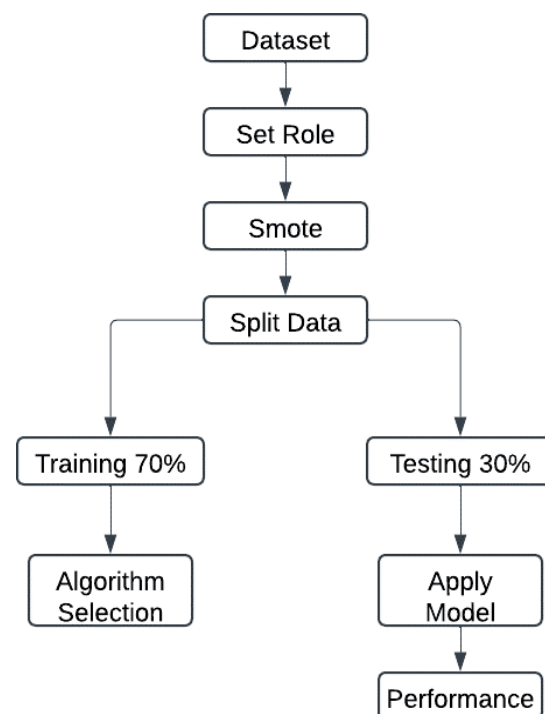 Dataset
Set Role
Smote
Split Data
Training 70%
Testing 30%
Algorithm
Selection
Apply
Model
Performance